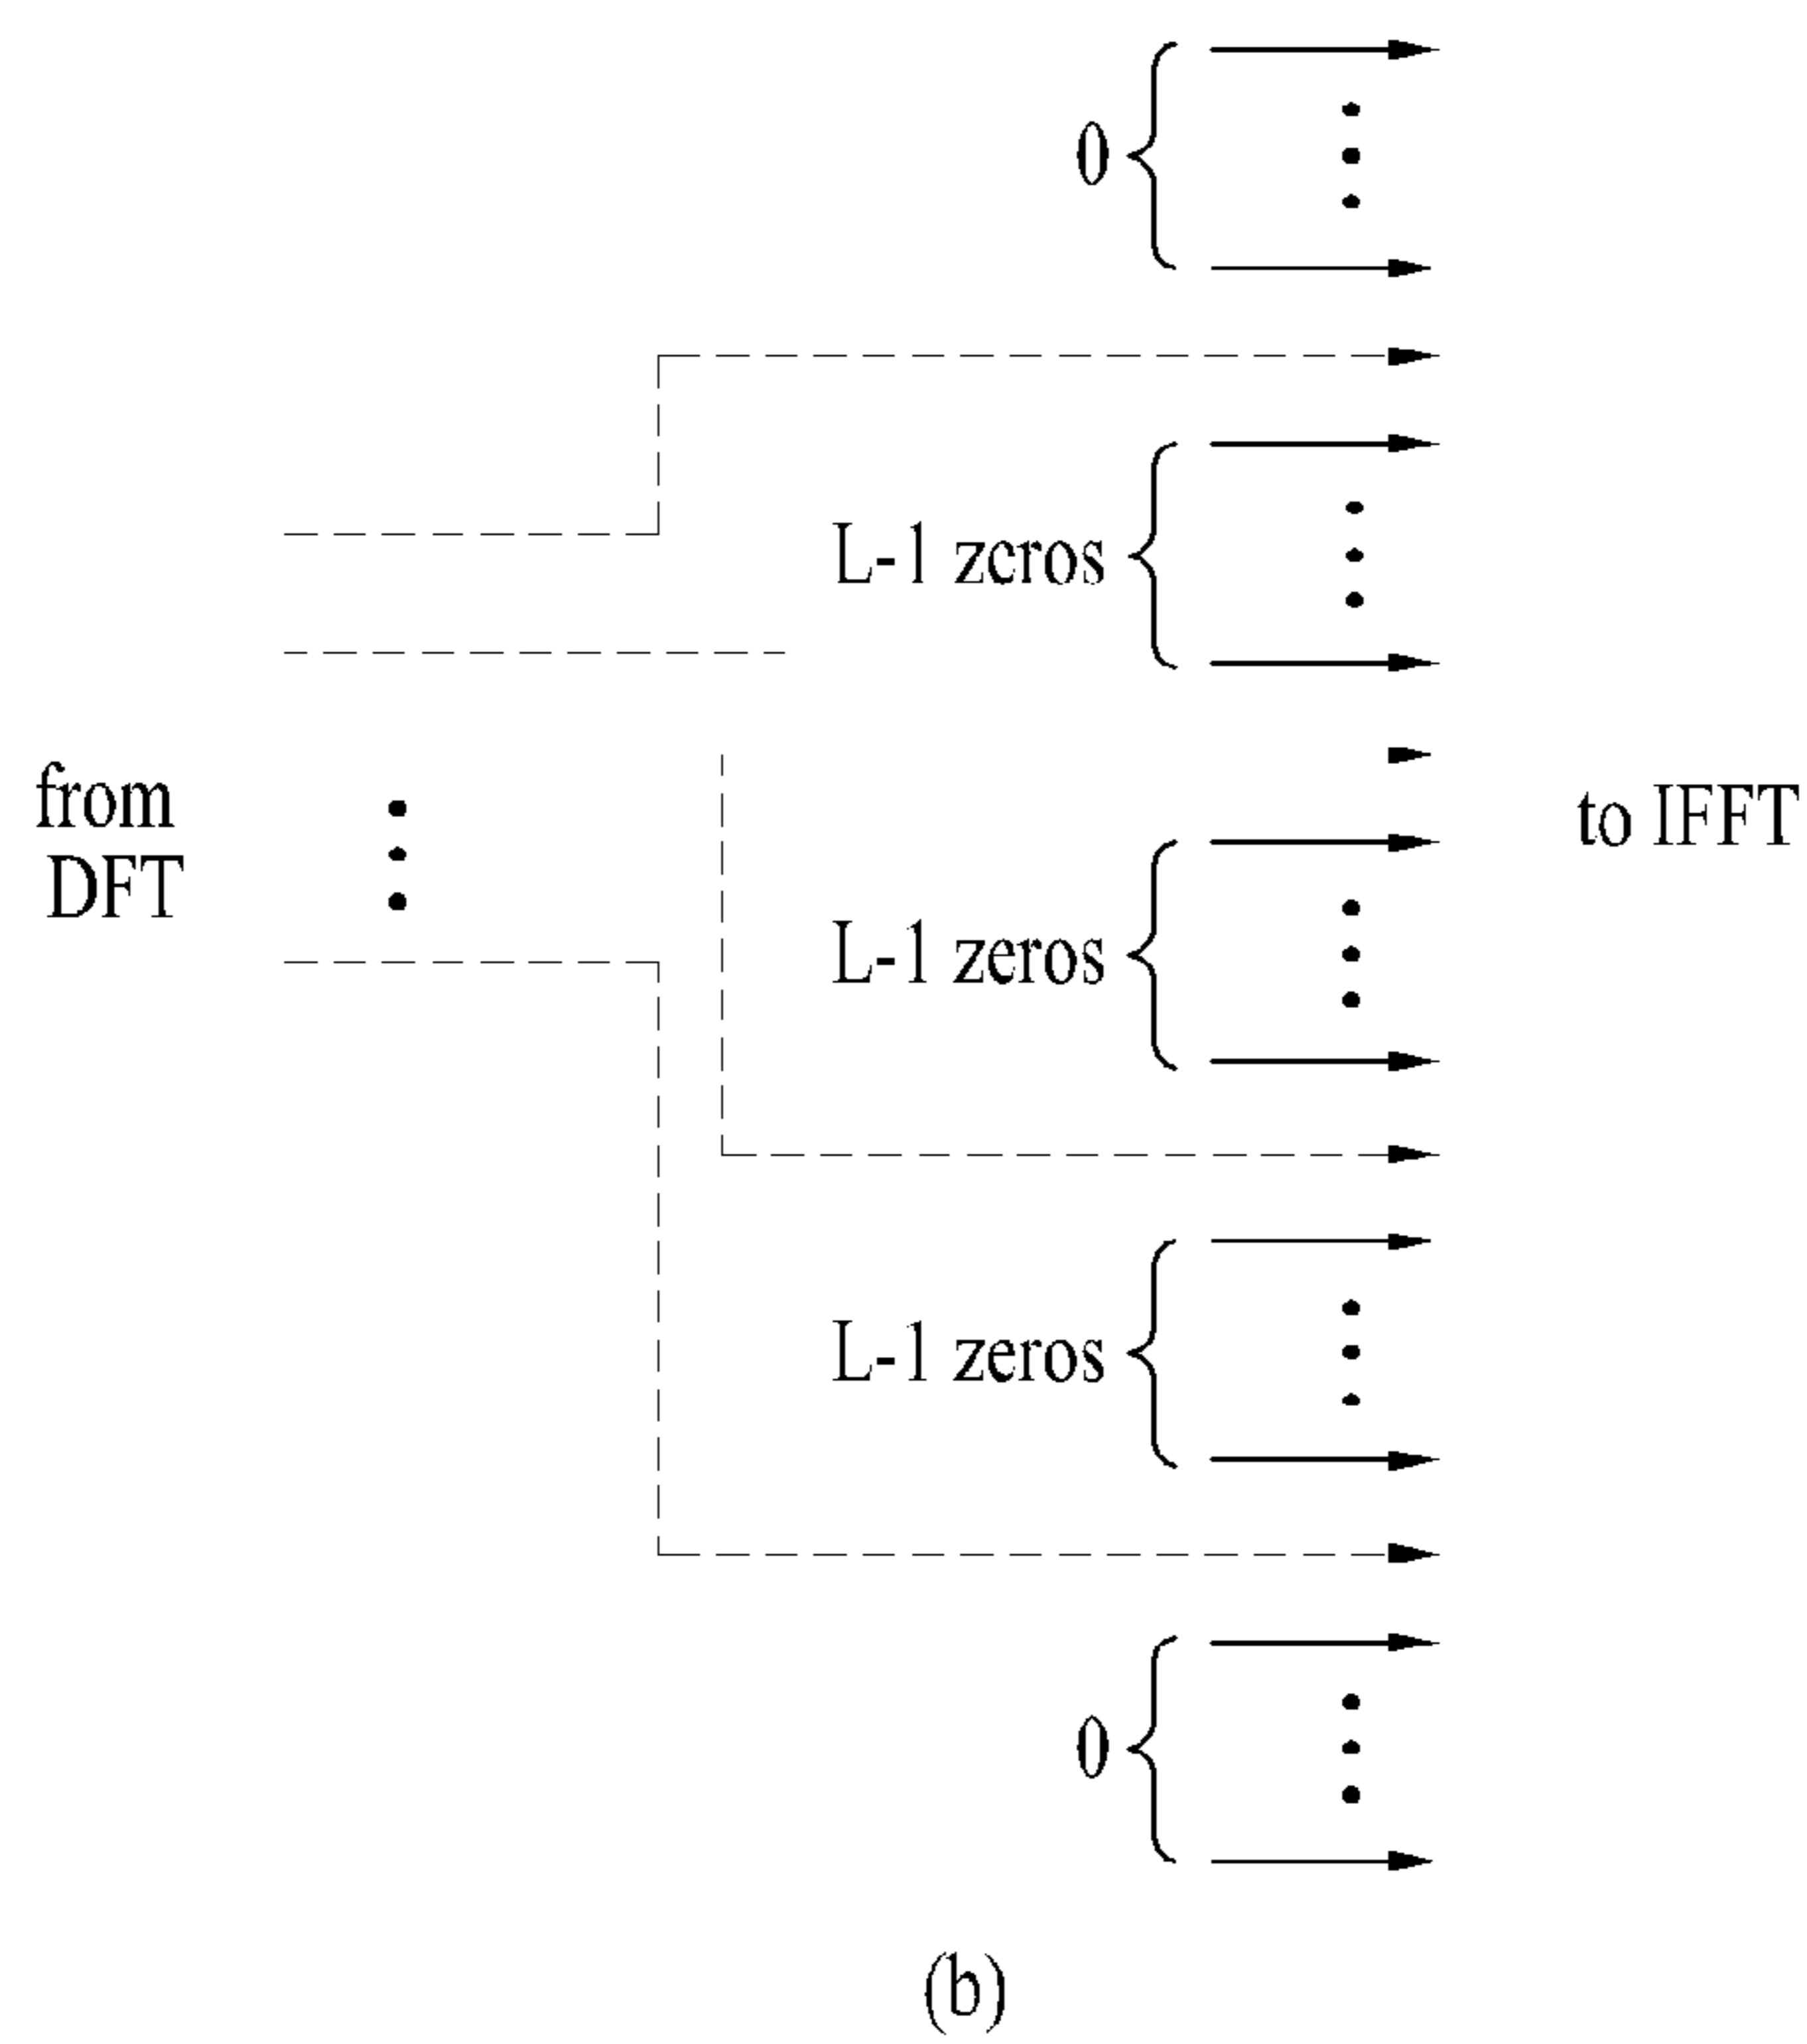 0
L-1 zcros
from
DFT
to IFFT
L-1 zeros
L-1 zeros
0
(b)